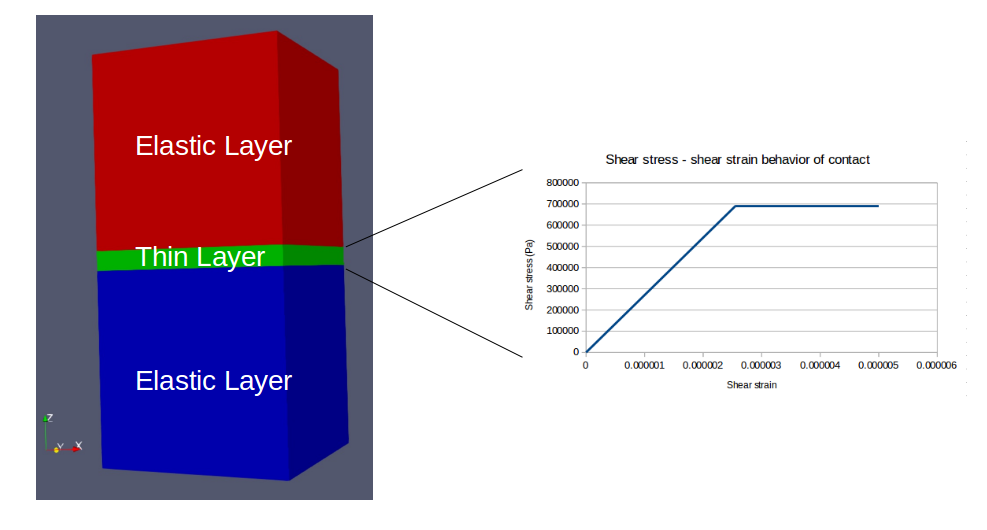 Elastic Layer
Thin Layer
Elastic Layer
Z
Y
X
Shear stress - shear strain behavior of contact
Shear stress (Pa)
800000
700000
600000
500000
400000
300000
200000
100000
0
0 0.000001 0.000002 0.000003 0.000004 0.000005 0.000006
Shear strain